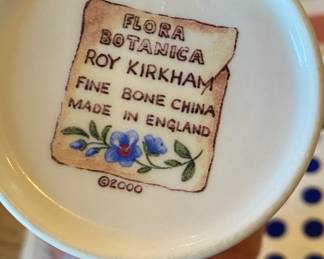 FLORA
BOTANICA
ROY KIRKHAM
FINE BONE CHINA
MADE IN ENGLAND
©2000